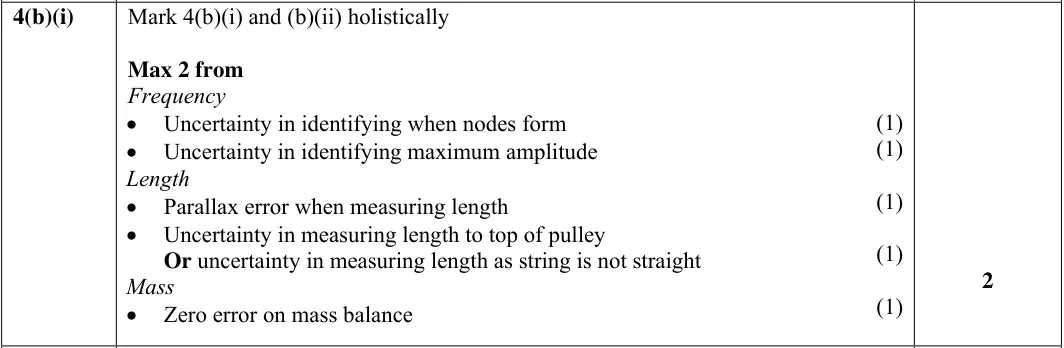 4(b)(i) Mark 4(b)(i) and (b)(ii) holistically
Max 2 from
Frequency
• Uncertainty in identifying when nodes form (1)
• Uncertainty in identifying maximum amplitude (1)
Length
• Parallax error when measuring length (1)
• Uncertainty in measuring length to top of pulley
Or uncertainty in measuring length as string is not straight (1)
Mass
• Zero error on mass balance (1)
2